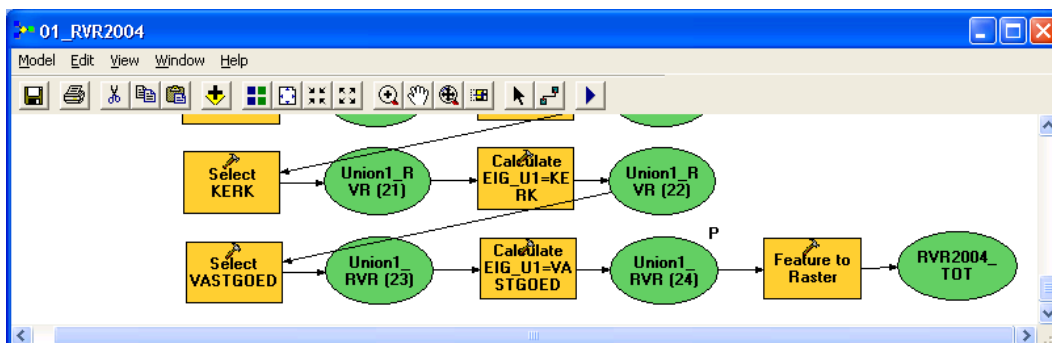 01_RVR2004
Model Edit View Window Help
Select
KERK
Union1_R
VR (21)
Calculate
EIG_U1=KE
RK
Union1_R
VR (22)
Select
VASTGOED
Union1_
RVR (23)
Calculate
EIG_U1=VA
STGOED
Union1_
RVR (24)
P
Feature to
Raster
RVR2004_
TOT